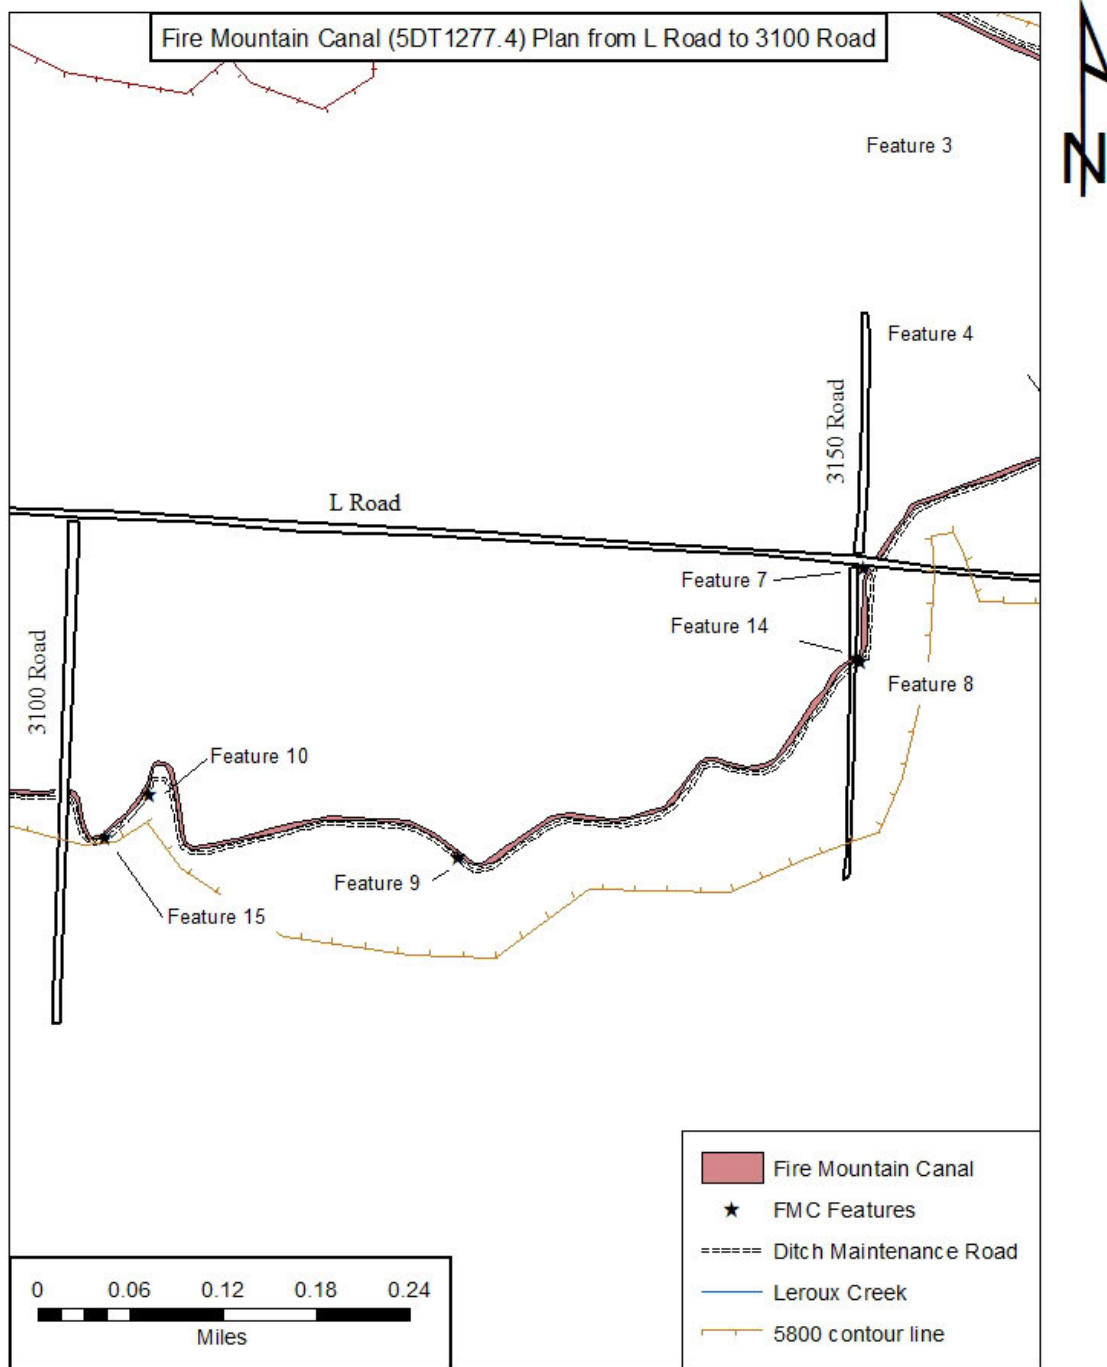 Fire Mountain Canal (5DT1277.4) Plan from L Road to 3100 Road
N
Feature 3
Feature 4
3150 Road
L Road
Feature 7
Feature 14
Feature 8
3100 Road
Feature 10
Feature 9
Feature 15
Fire Mountain Canal
FMC Features
Ditch Maintenance Road
Leroux Creek
5800 contour line
0 0.06 0.12 0.18 0.24
Miles